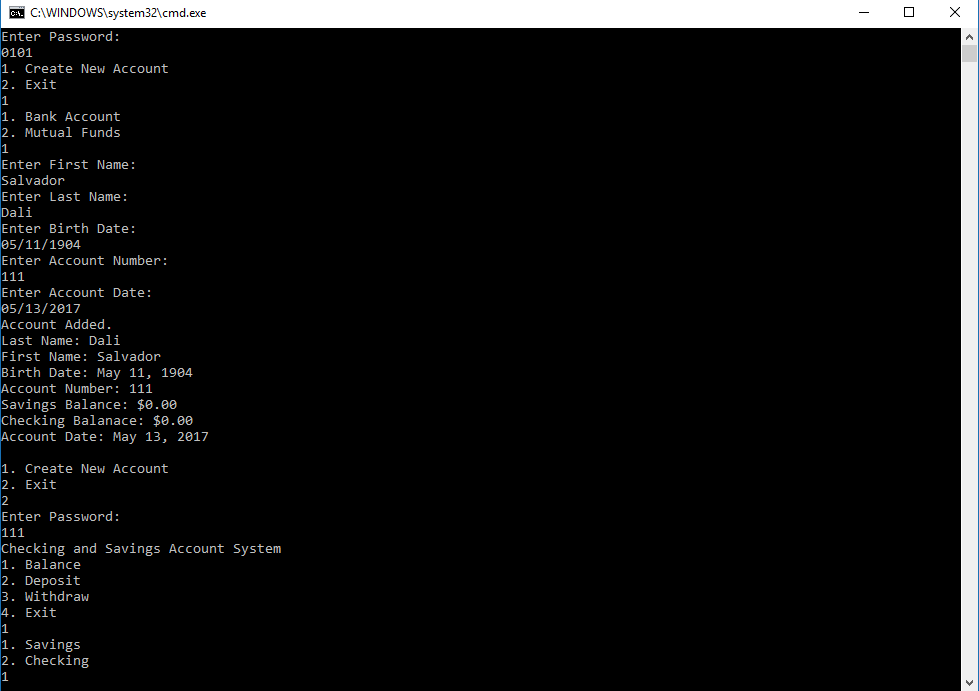 C:\WINDOWS\system32\cmd.exe
Enter Password:
0101
1. Create New Account
2. Exit
1
1. Bank Account
2. Mutual Funds
1
Enter First Name:
Salvador
Enter Last Name:
Dali
Enter Birth Date:
05/11/1904
Enter Account Number:
111
Enter Account Date:
05/13/2017
Account Added.
Last Name: Dali
First Name: Salvador
Birth Date: May 11, 1904
Account Number: 111
Savings Balance: $0.00
Checking Balanace: $0.00
Account Date: May 13, 2017
1. Create New Account
2. Exit
2
Enter Password:
111
Checking and Savings Account System
1. Balance
2. Deposit
3. Withdraw
4. Exit
1
1. Savings
2. Checking
1